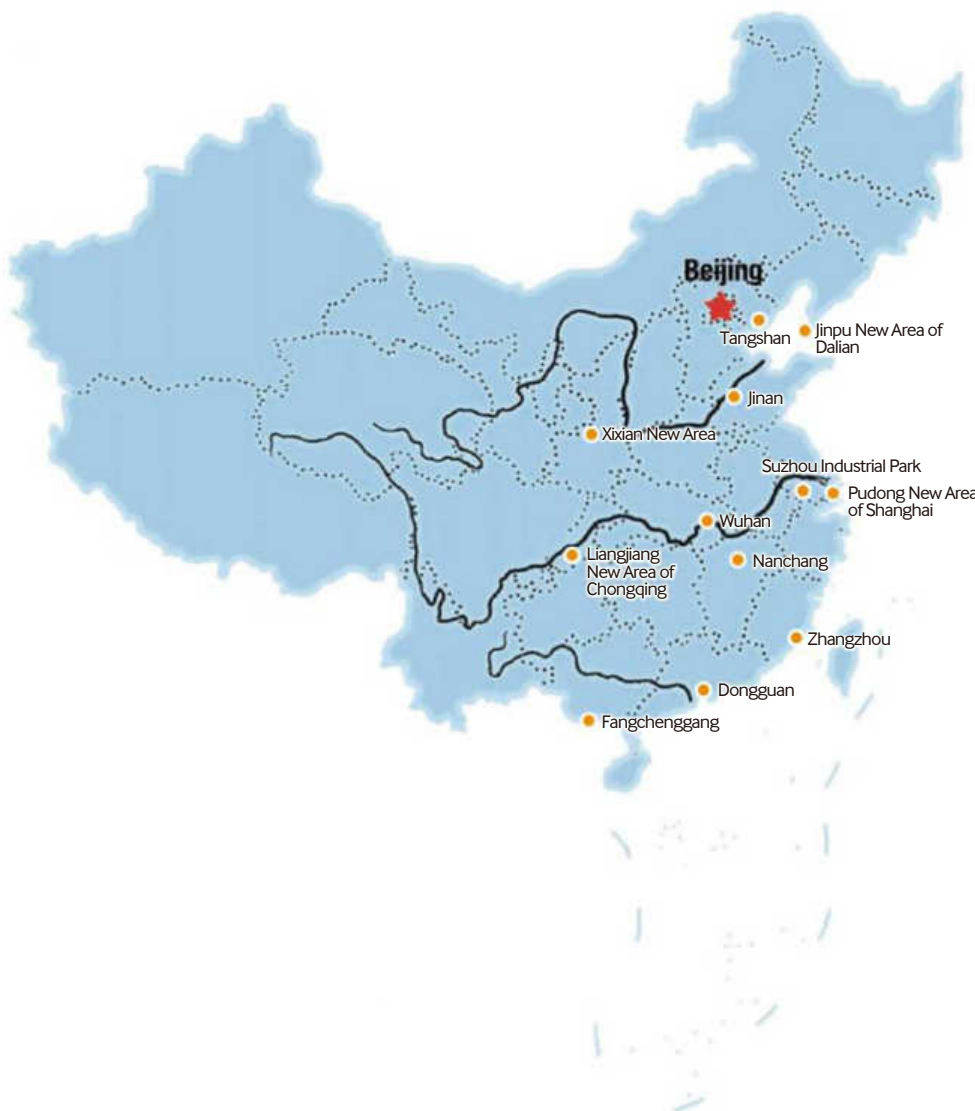 Beijing
Tangshan
Jinpu New Area of
Dalian
Jinan
Xixian New Area
Suzhou Industrial Park
Pudong New Area
of Shanghai
Wuhan
Liangjiang
New Area of
Chongqing
Nanchang
Zhangzhou
Dongguan
Fangchenggang